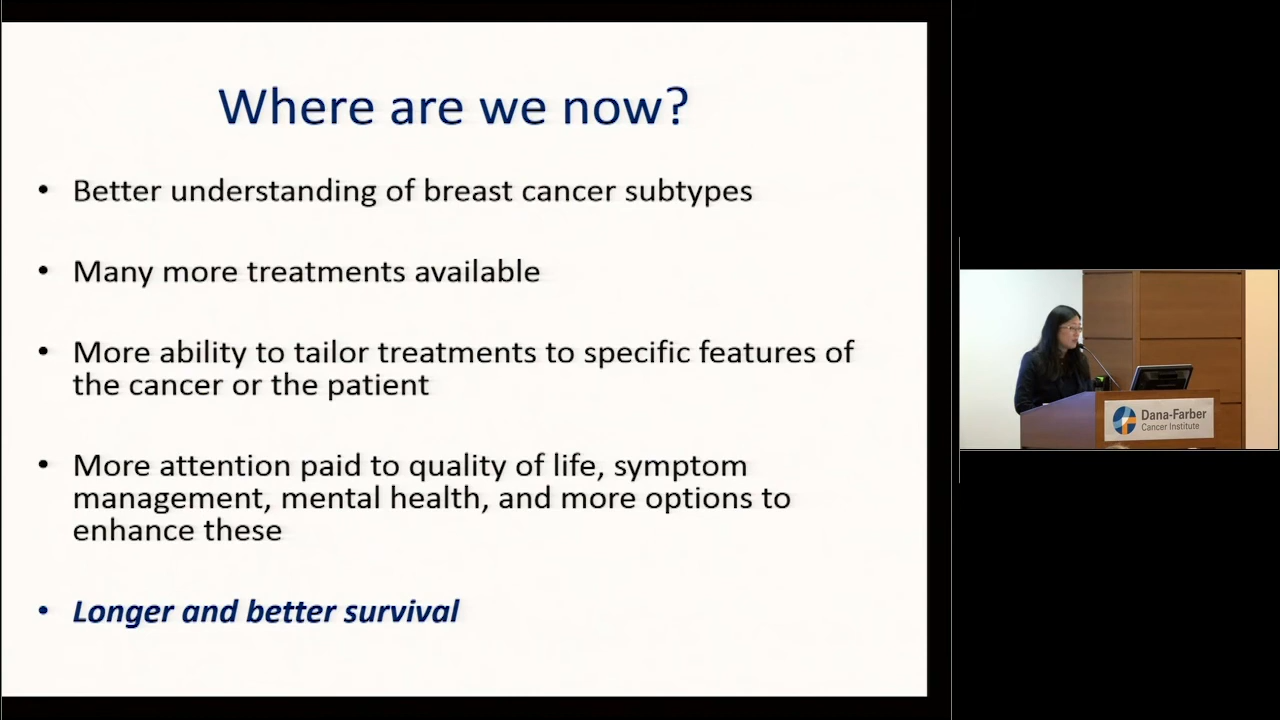 Where are we now?
• Better understanding of breast cancer subtypes
• Many more treatments available
• More ability to tailor treatments to specific features of
the cancer or the patient
• More attention paid to quality of life, symptom
management, mental health, and more options to
enhance these
• Longer and better survival
Dana-Farber
Cancer Institute